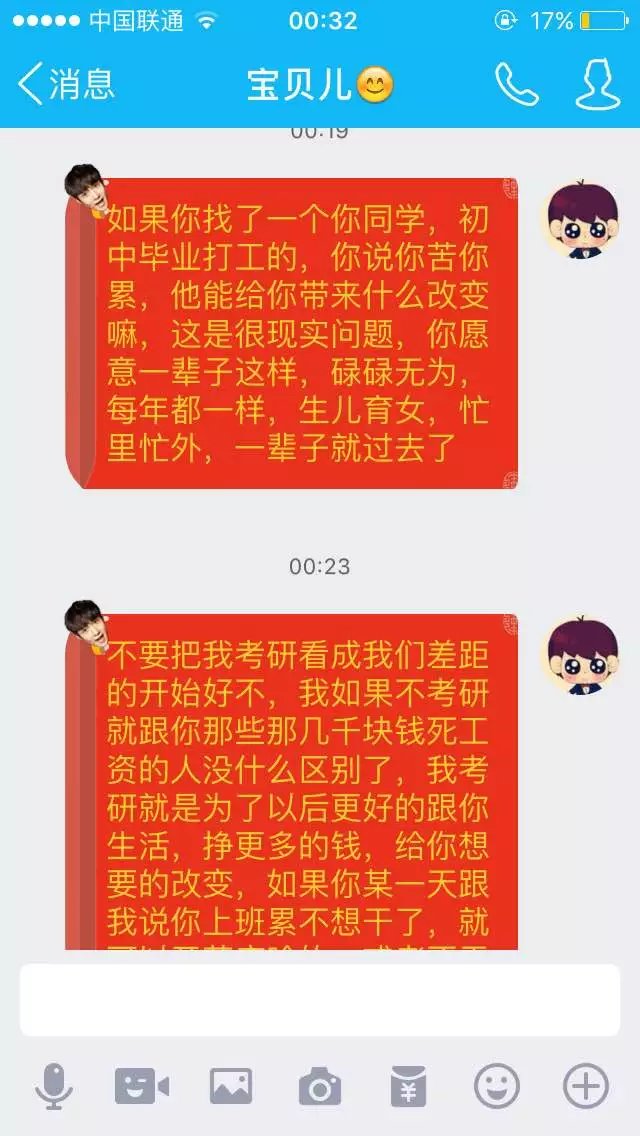 中国联通 00:32 17%
消息 宝贝儿
00:19
如果你找了一个你同学，初
中毕业打工的，你说你苦你
累，他能给你带来什么改变
嘛，这是很现实问题，你愿
意一辈子这样，碌碌无为，
每年都一样，生儿育女，忙
里忙外，一辈子就过去了
00:23
不要把我考研看成我们差距
的开始好不，我如果不考研
就跟你那些那几千块钱死工
资的人没什么区别了，我考
研就是为了以后更好的跟你
生活，挣更多的钱，给你想
要的改变，如果你某一天跟
我说你上班累不想干了，就